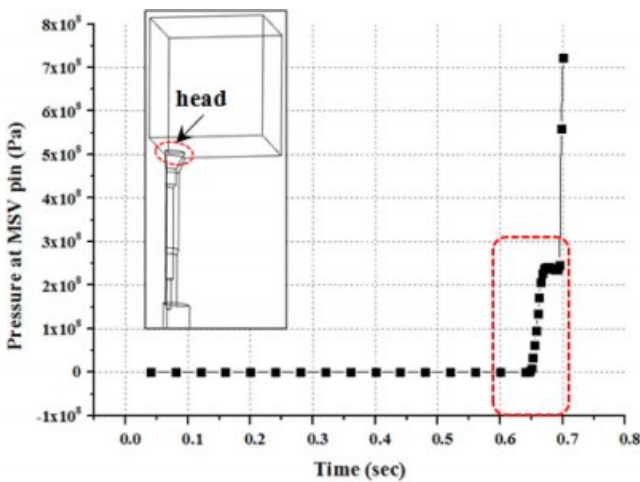 8x10⁸
7x10⁸
6x10⁸
5x10⁸
4x10⁸
3x10⁸
2x10⁸
1x10⁸
0
-1x10⁸
Pressure at MSV pin (Pa)
head
0.0 0.1 0.2 0.3 0.4 0.5 0.6 0.7 0.8
Time (sec)